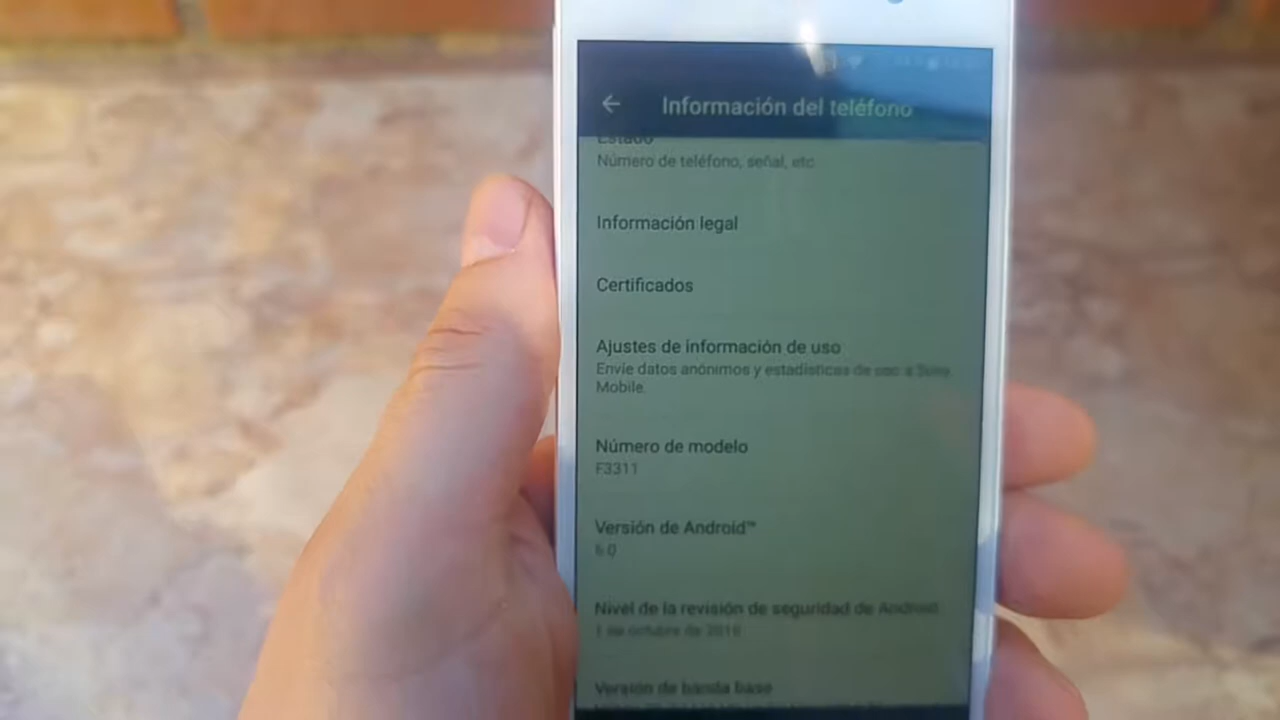 Información del teléfono
Estado
Número de teléfono, señal, etc
Información legal
Certificados
Ajustes de información de uso
Envíe datos anónimos y estadísticas de uso a Sony
Mobile.
Número de modelo
F3311
Versión de Android™
6.0
Nivel de la revisión de seguridad de Android
1 de octubre de 2016
Versión de banda base